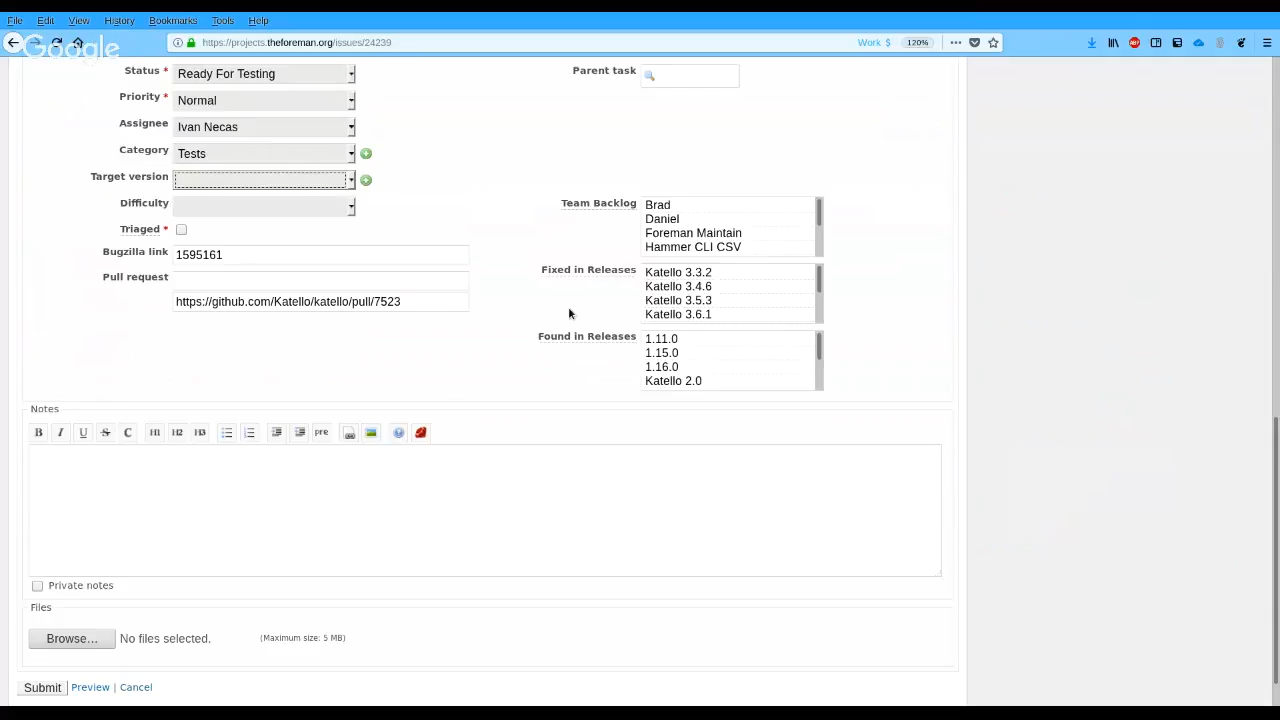 File Edit View History Bookmarks Tools Help
Google
https://projects.theforeman.org/issues/24239 Work $ 120%
Status * Ready For Testing Parent task
Priority * Normal
Assignee Ivan Necas
Category Tests
Target version
Difficulty
Triaged *
Bugzilla link 1595161
Pull request
https://github.com/Katello/katello/pull/7523
Team Backlog Brad
Daniel
Foreman Maintain
Hammer CLI CSV
Fixed in Releases Katello 3.3.2
Katello 3.4.6
Katello 3.5.3
Katello 3.6.1
Found in Releases 1.11.0
1.15.0
1.16.0
Katello 2.0
Notes
B I U S C H1 H2 H3 pre
Private notes
Files
Browse... No files selected. (Maximum size: 5 MB)
Submit Preview | Cancel